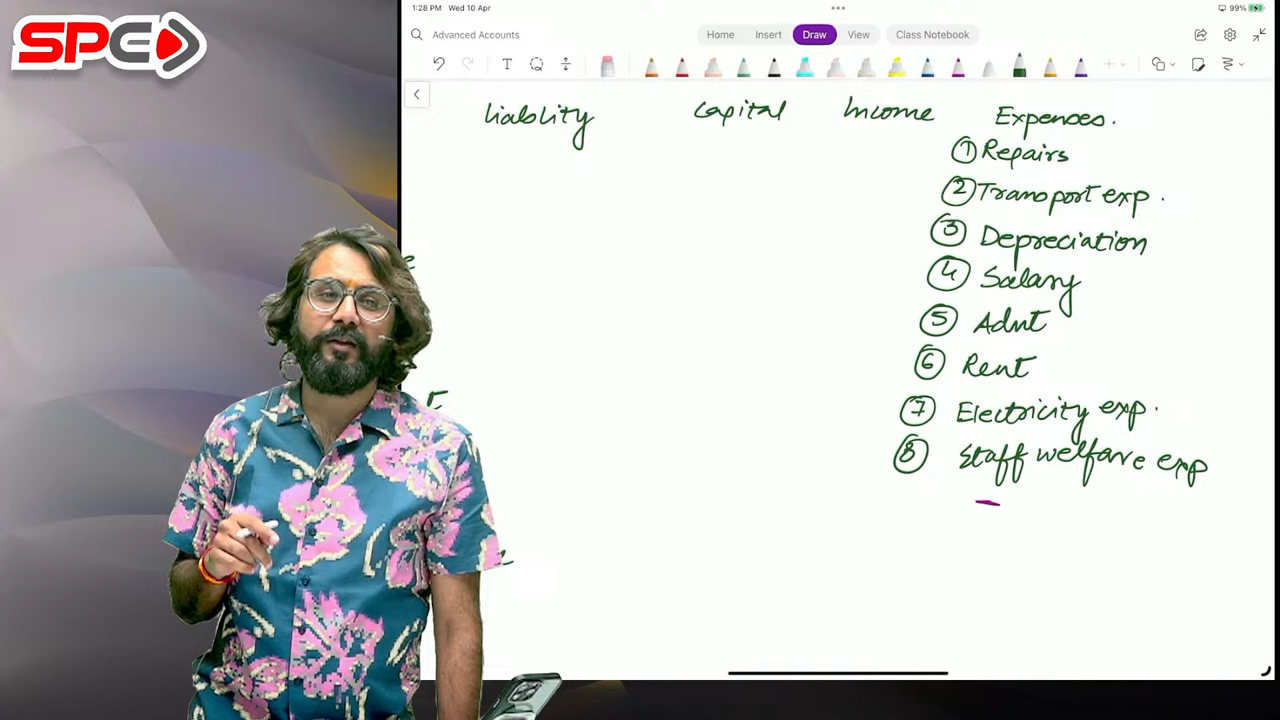 SPC
1:28 PM Wed 10 Apr
99%
Advanced Accounts
Home Insert Draw View Class Notebook
Liablity Capital Income Expenses.
① Repairs
② Transport exp.
③ Depreciation
④ Salary
⑤ Advt
⑥ Rent
⑦ Electricity exp.
⑧ Staff welfare exp